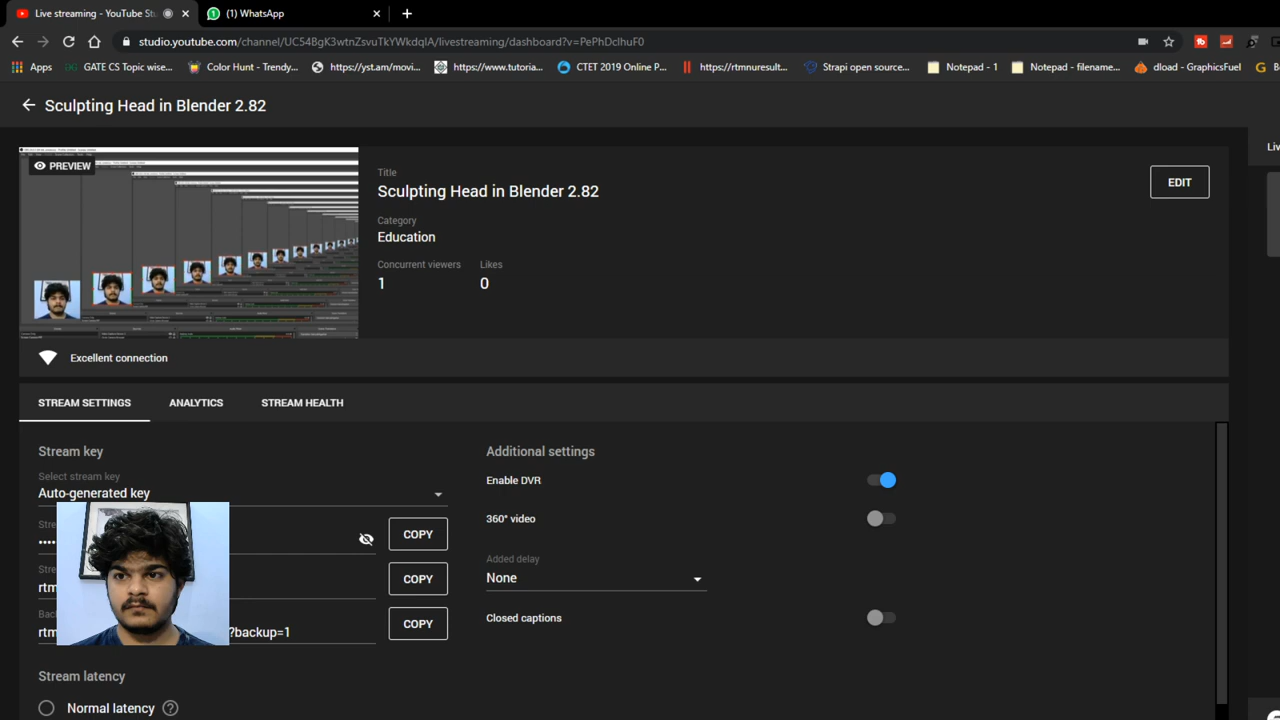 Live streaming - YouTube Stu
(1) WhatsApp
studio.youtube.com/channel/UC54BgK3wtnZsvuTkYWkdqIA/livestreaming/dashboard?v=PePhDcIhuF0
Apps
GATE CS Topic wise...
Color Hunt - Trendy...
https://yst.am/movi...
https://www.tutoria...
CTET 2019 Online P...
https://rtmnuresult...
Strapi open source...
Notepad - 1
Notepad - filename...
dload - GraphicsFuel
Sculpting Head in Blender 2.82
PREVIEW
Title
Sculpting Head in Blender 2.82
EDIT
Category
Education
Concurrent viewers
Likes
1
0
Excellent connection
STREAM SETTINGS
ANALYTICS
STREAM HEALTH
Stream key
Additional settings
Select stream key
Auto-generated key
Enable DVR
360° video
COPY
Added delay
None
COPY
Closed captions
?backup=1
COPY
Stream latency
Normal latency